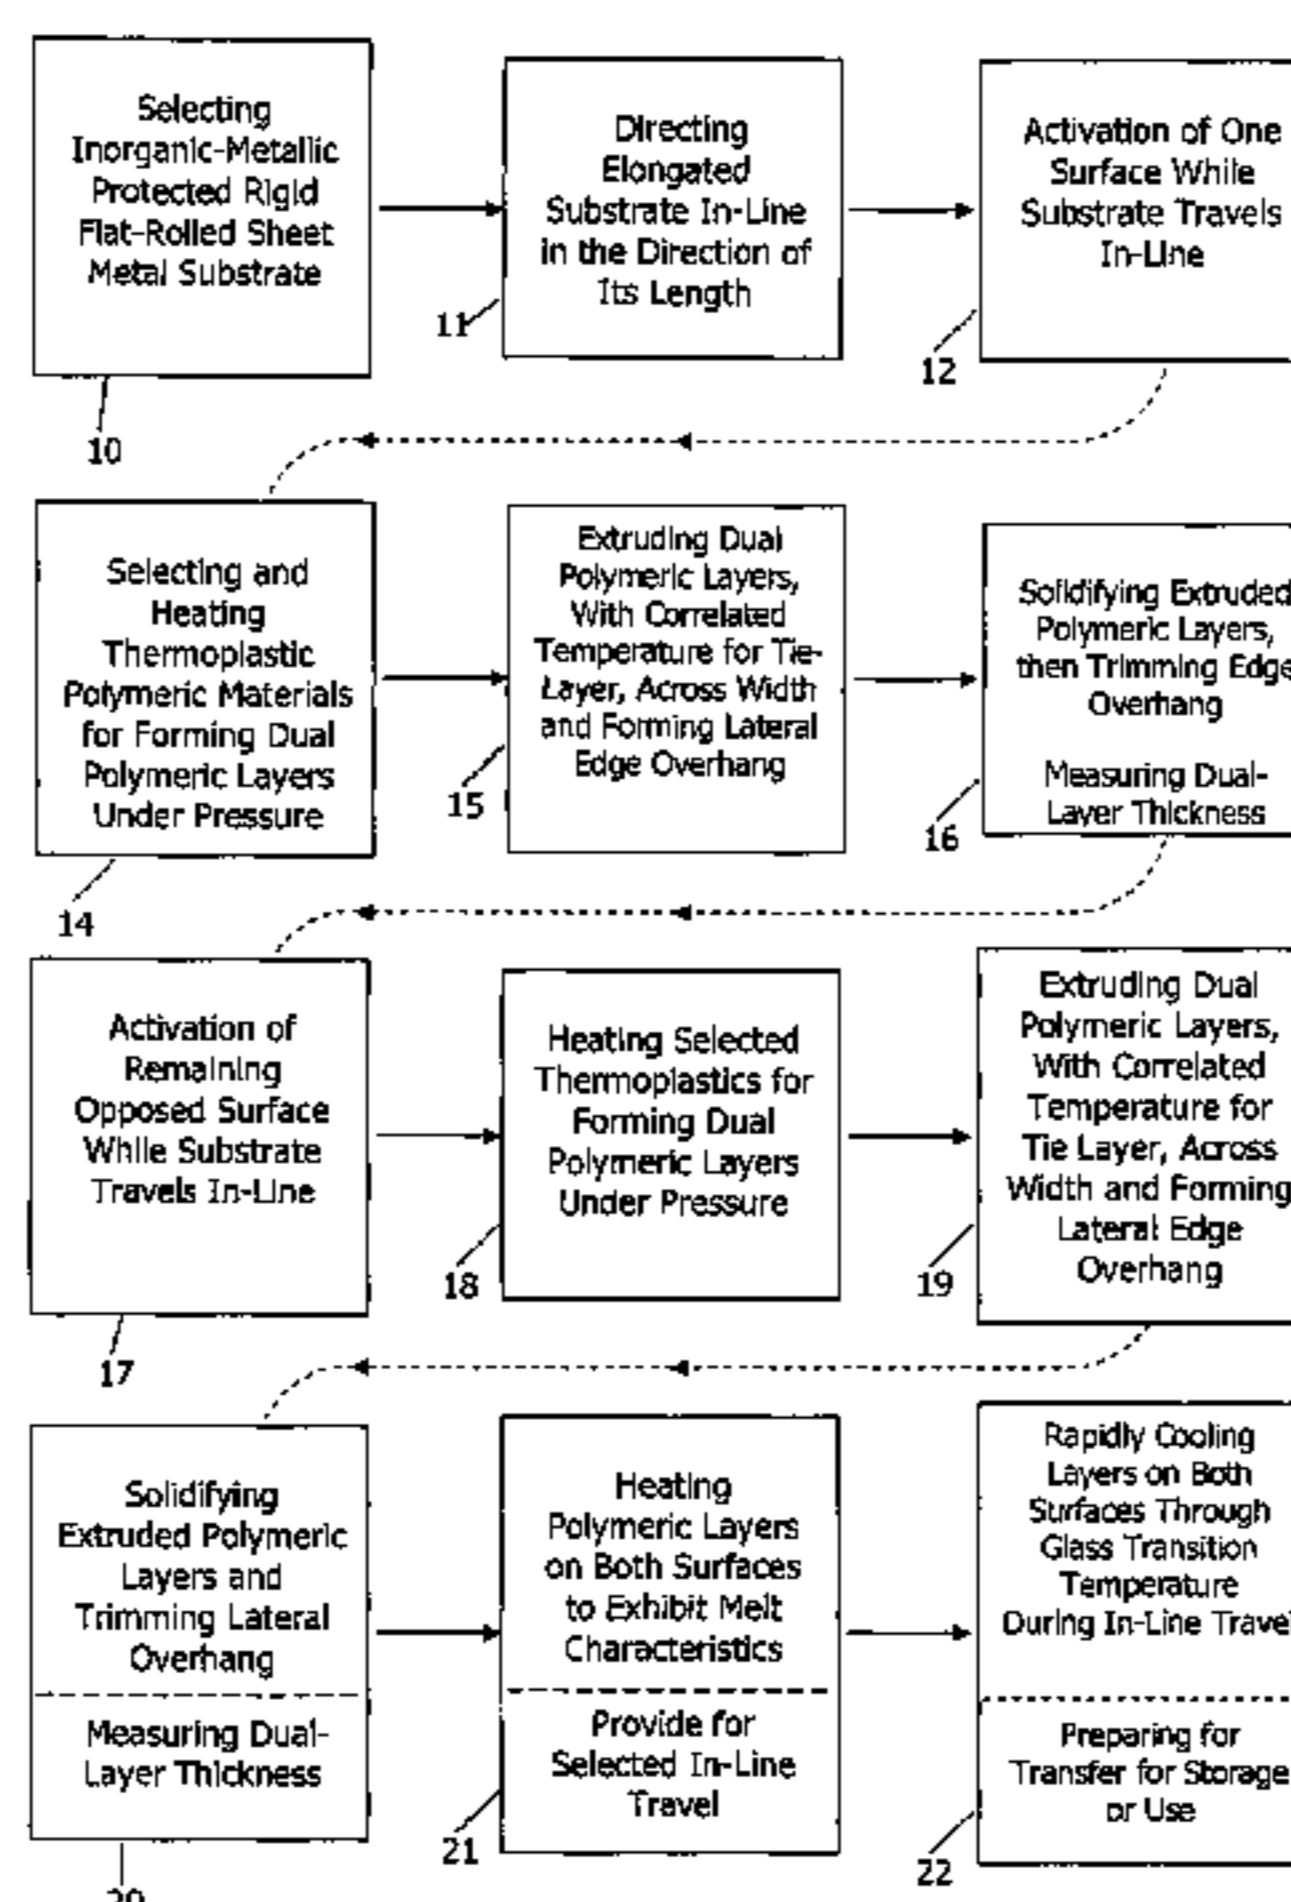 Selecting
Inorganic-Metallic
Protected Rigid
Flat-Rolled Sheet
Metal Substrate
10
Directing
Elongated
Substrate In-Line
in the Direction of
Its Length
11
Activation of One
Surface While
Substrate Travels
In-Line
12
Selecting and
Heating
Thermoplastic
Polymeric Materials
for Forming Dual
Polymeric Layers
Under Pressure
14
Extruding Dual
Polymeric Layers,
With Correlated
Temperature for Tie-
Layer, Across Width
and Forming Lateral
Edge Overhang
15
Solidifying Extruded
Polymeric Layers,
then Trimming Edge
Overhang
Measuring Dual-
Layer Thickness
16
Activation of
Remaining
Opposed Surface
While Substrate
Travels In-Line
17
Heating Selected
Thermoplastics for
Forming Dual
Polymeric Layers
Under Pressure
18
Extruding Dual
Polymeric Layers,
With Correlated
Temperature for
Tie Layer, Across
Width and Forming
Lateral Edge
Overhang
19
Solidifying
Extruded Polymeric
Layers and
Trimming Lateral
Overhang
Measuring Dual-
Layer Thickness
20
Heating
Polymeric Layers
on Both Surfaces
to Exhibit Melt
Characteristics
Provide for
Selected In-Line
Travel
21
Rapidly Cooling
Layers on Both
Surfaces Through
Glass Transition
Temperature
During In-Line Travel
Preparing for
Transfer for Storage
or Use
22